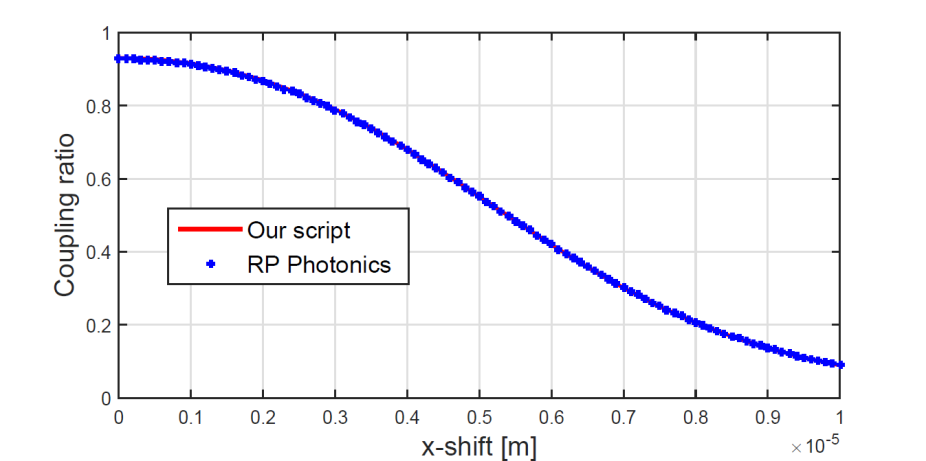 1
0.8
0.6
0.4
0.2
0
Coupling ratio
Our script
RP Photonics
0 0.1 0.2 0.3 0.4 0.5 0.6 0.7 0.8 0.9 1
x-shift [m]
×10⁻⁵